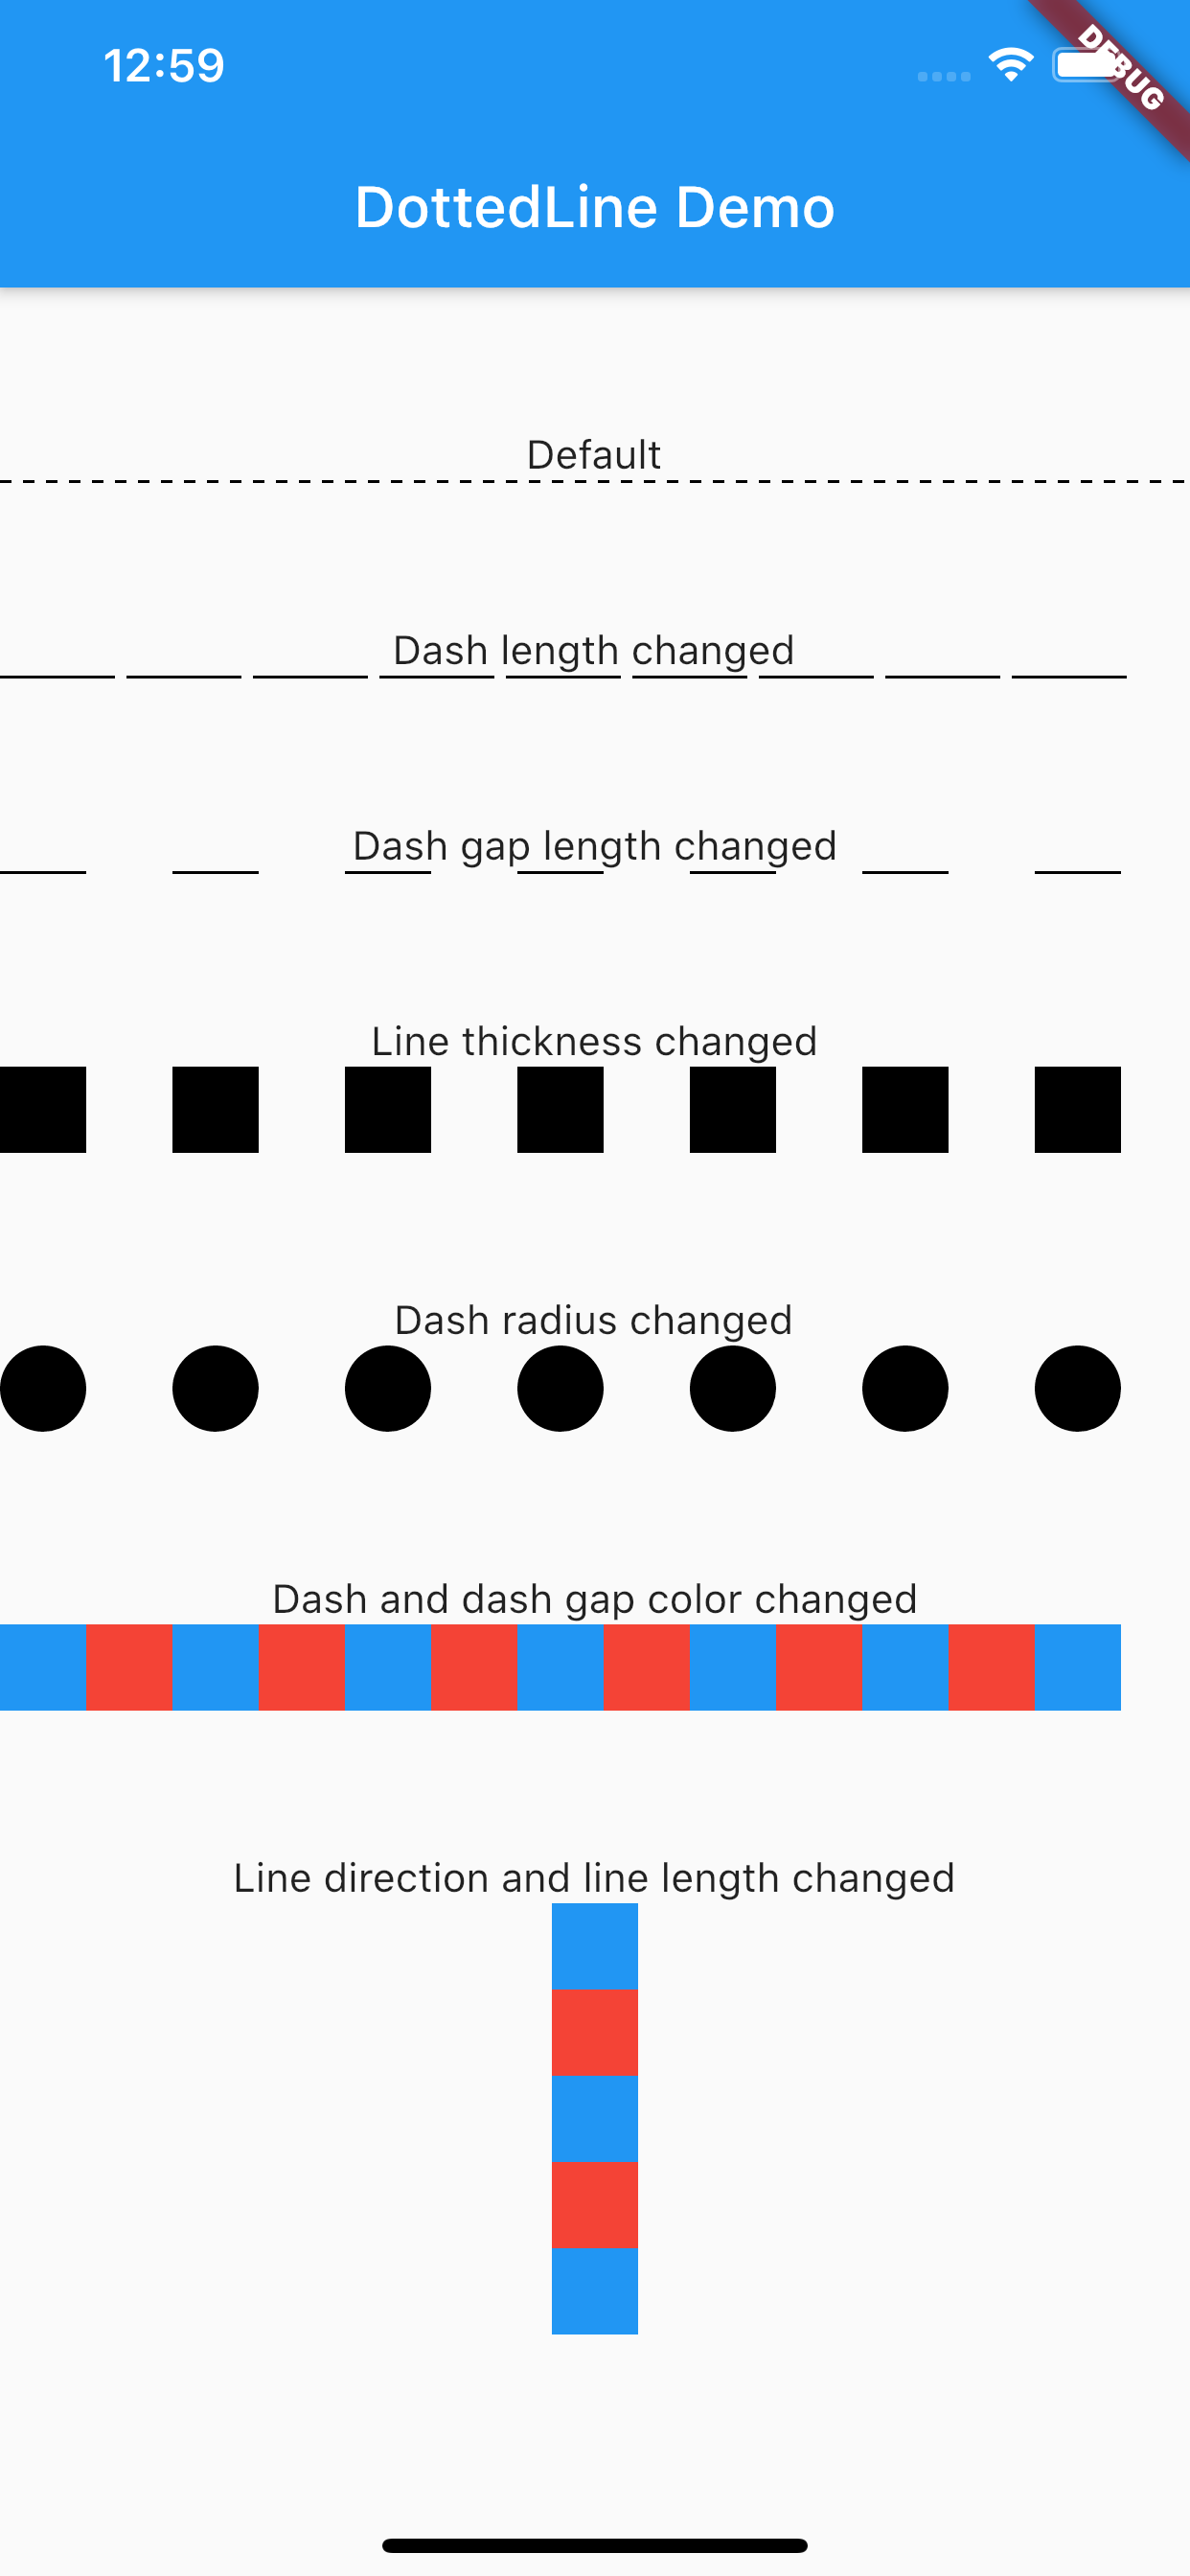 12:59
DEBUG
DottedLine Demo
Default
Dash length changed
Dash gap length changed
Line thickness changed
Dash radius changed
Dash and dash gap color changed
Line direction and line length changed